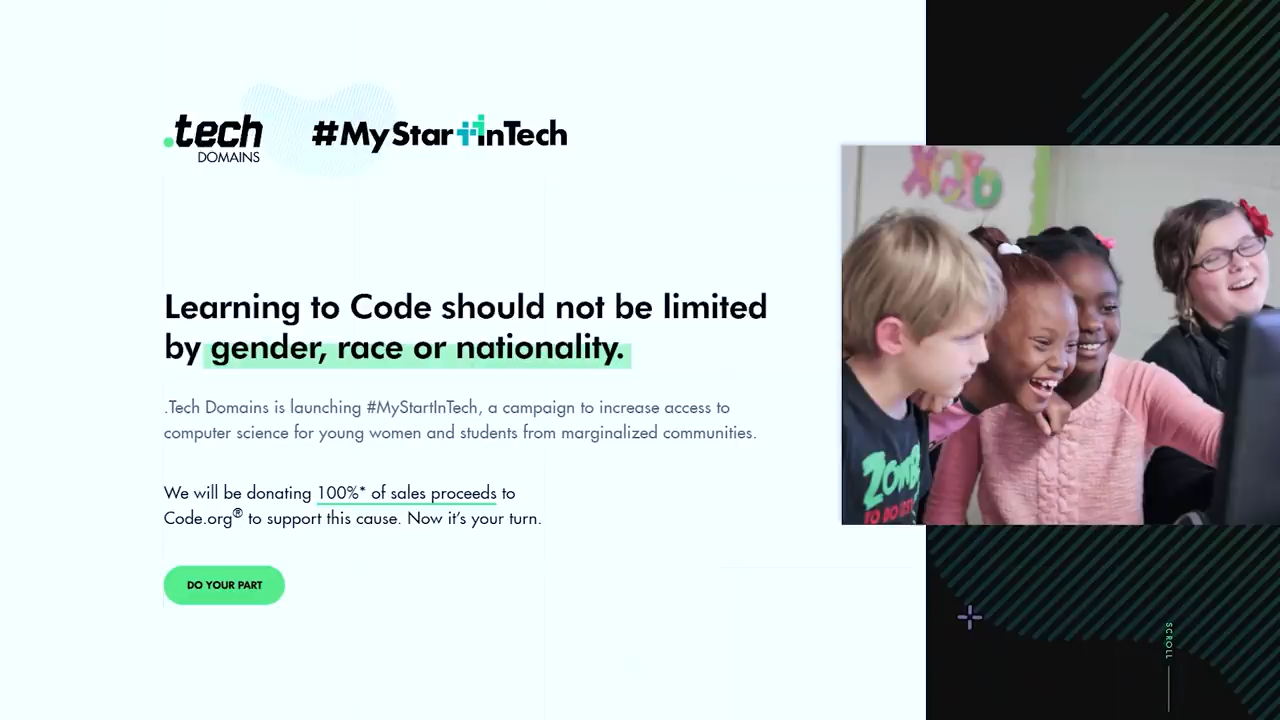 .tech
DOMAINS
#MyStartInTech
Learning to Code should not be limited
by gender, race or nationality.
.Tech Domains is launching #MyStartInTech, a campaign to increase access to
computer science for young women and students from marginalized communities.
We will be donating 100%* of sales proceeds to
Code.org® to support this cause. Now it's your turn.
DO YOUR PART
XOXO
SCROLL